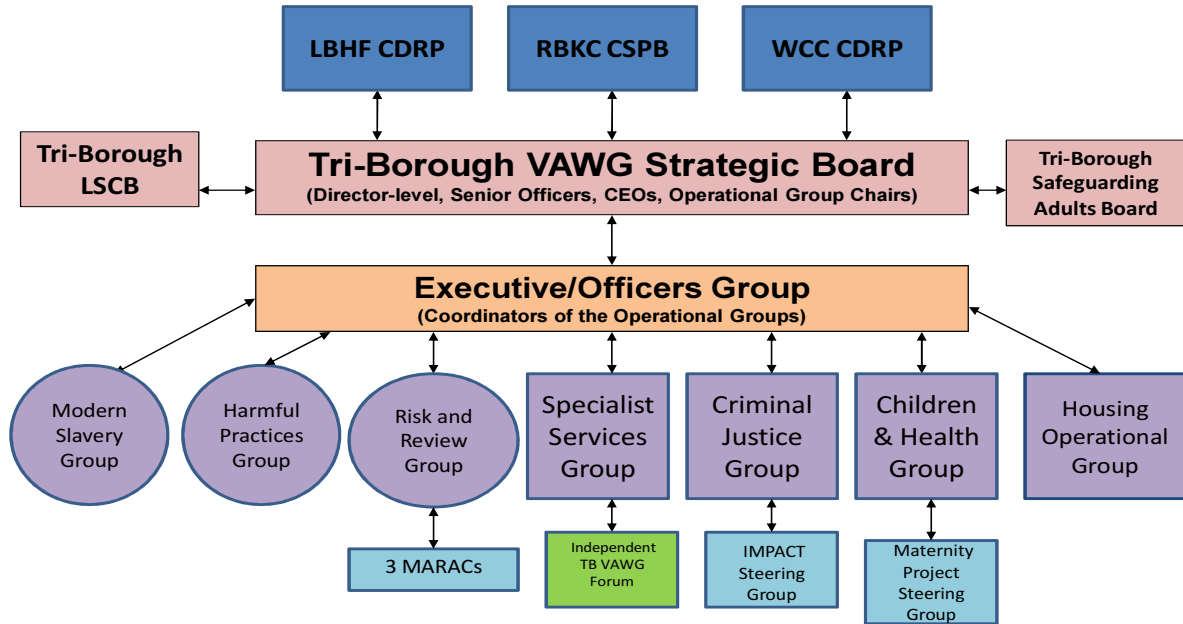 LBHF CDRP
RBKC CSPB
WCC CDRP
Tri-Borough
LSCB
Tri-Borough VAWG Strategic Board
(Director-level, Senior Officers, CEOs, Operational Group Chairs)
Tri-Borough
Safeguarding
Adults Board
Executive/Officers Group
(Coordinators of the Operational Groups)
Modern
Slavery
Group
Harmful
Practices
Group
Risk and
Review
Group
Specialist
Services
Group
Criminal
Justice
Group
Children
& Health
Group
Housing
Operational
Group
3 MARACs
Independent
TB VAWG
Forum
IMPACT
Steering
Group
Maternity
Project
Steering
Group